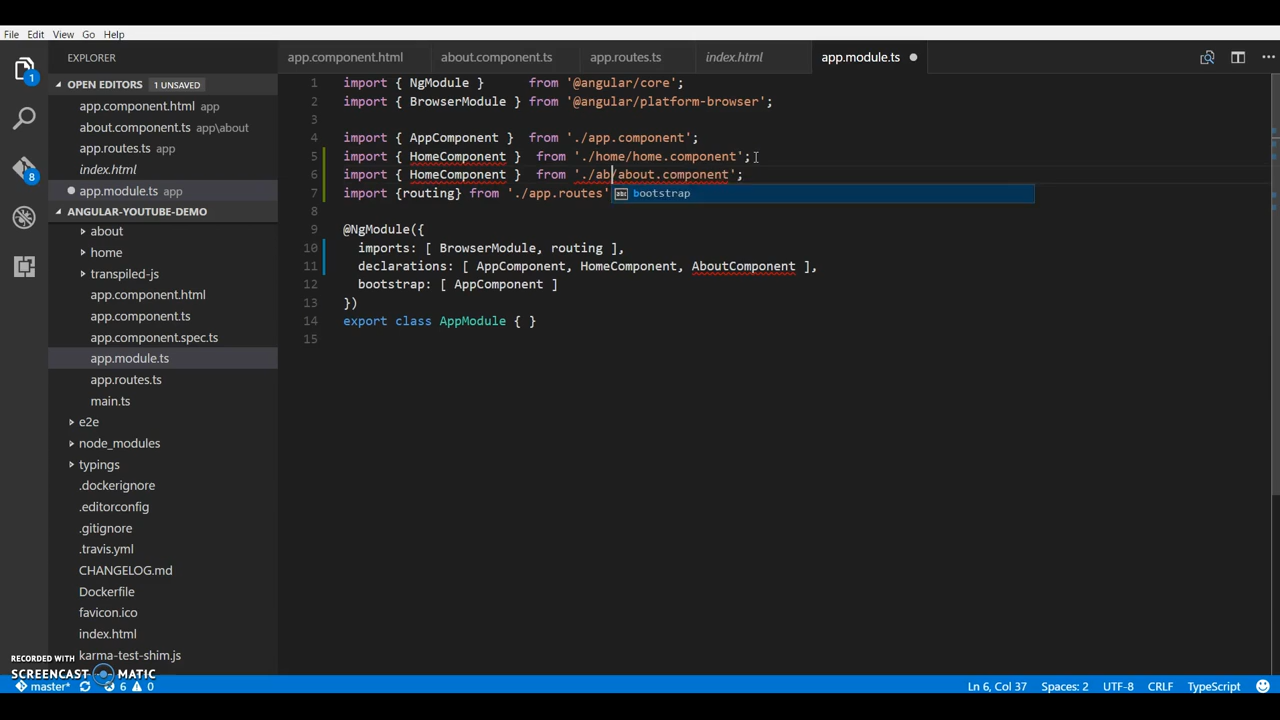 File Edit View Goto Help
EXPLORER
OPEN EDITORS 1 UNSAVED
app.component.html app
about.component.ts app\about
app.routes.ts app
index.html
app.module.ts app
ANGULAR-YOUTUBE-DEMO
about
home
transpiled-js
app.component.html
app.component.ts
app.component.spec.ts
app.module.ts
app.routes.ts
main.ts
e2e
node_modules
typings
.dockerignore
.editorconfig
.gitignore
.travis.yml
CHANGELOG.md
Dockerfile
favicon.ico
index.html
karma-test-shim.js
1
8
app.component.html about.component.ts app.routes.ts index.html app.module.ts
1 import { NgModule } from '@angular/core';
2 import { BrowserModule } from '@angular/platform-browser';
3
4 import { AppComponent } from './app.component';
5 import { HomeComponent } from './home/home.component';
6 import { HomeComponent } from './ab/about.component';
7 import {routing} from './app.routes'
abc bootstrap
8
9 @NgModule({
10 imports: [ BrowserModule, routing ],
11 declarations: [ AppComponent, HomeComponent, AboutComponent ],
12 bootstrap: [ AppComponent ]
13 })
14 export class AppModule { }
15
RECORDED WITH
SCREENCAST MATIC
master* 6 0
Ln 6, Col 37 Spaces: 2 UTF-8 CRLF TypeScript